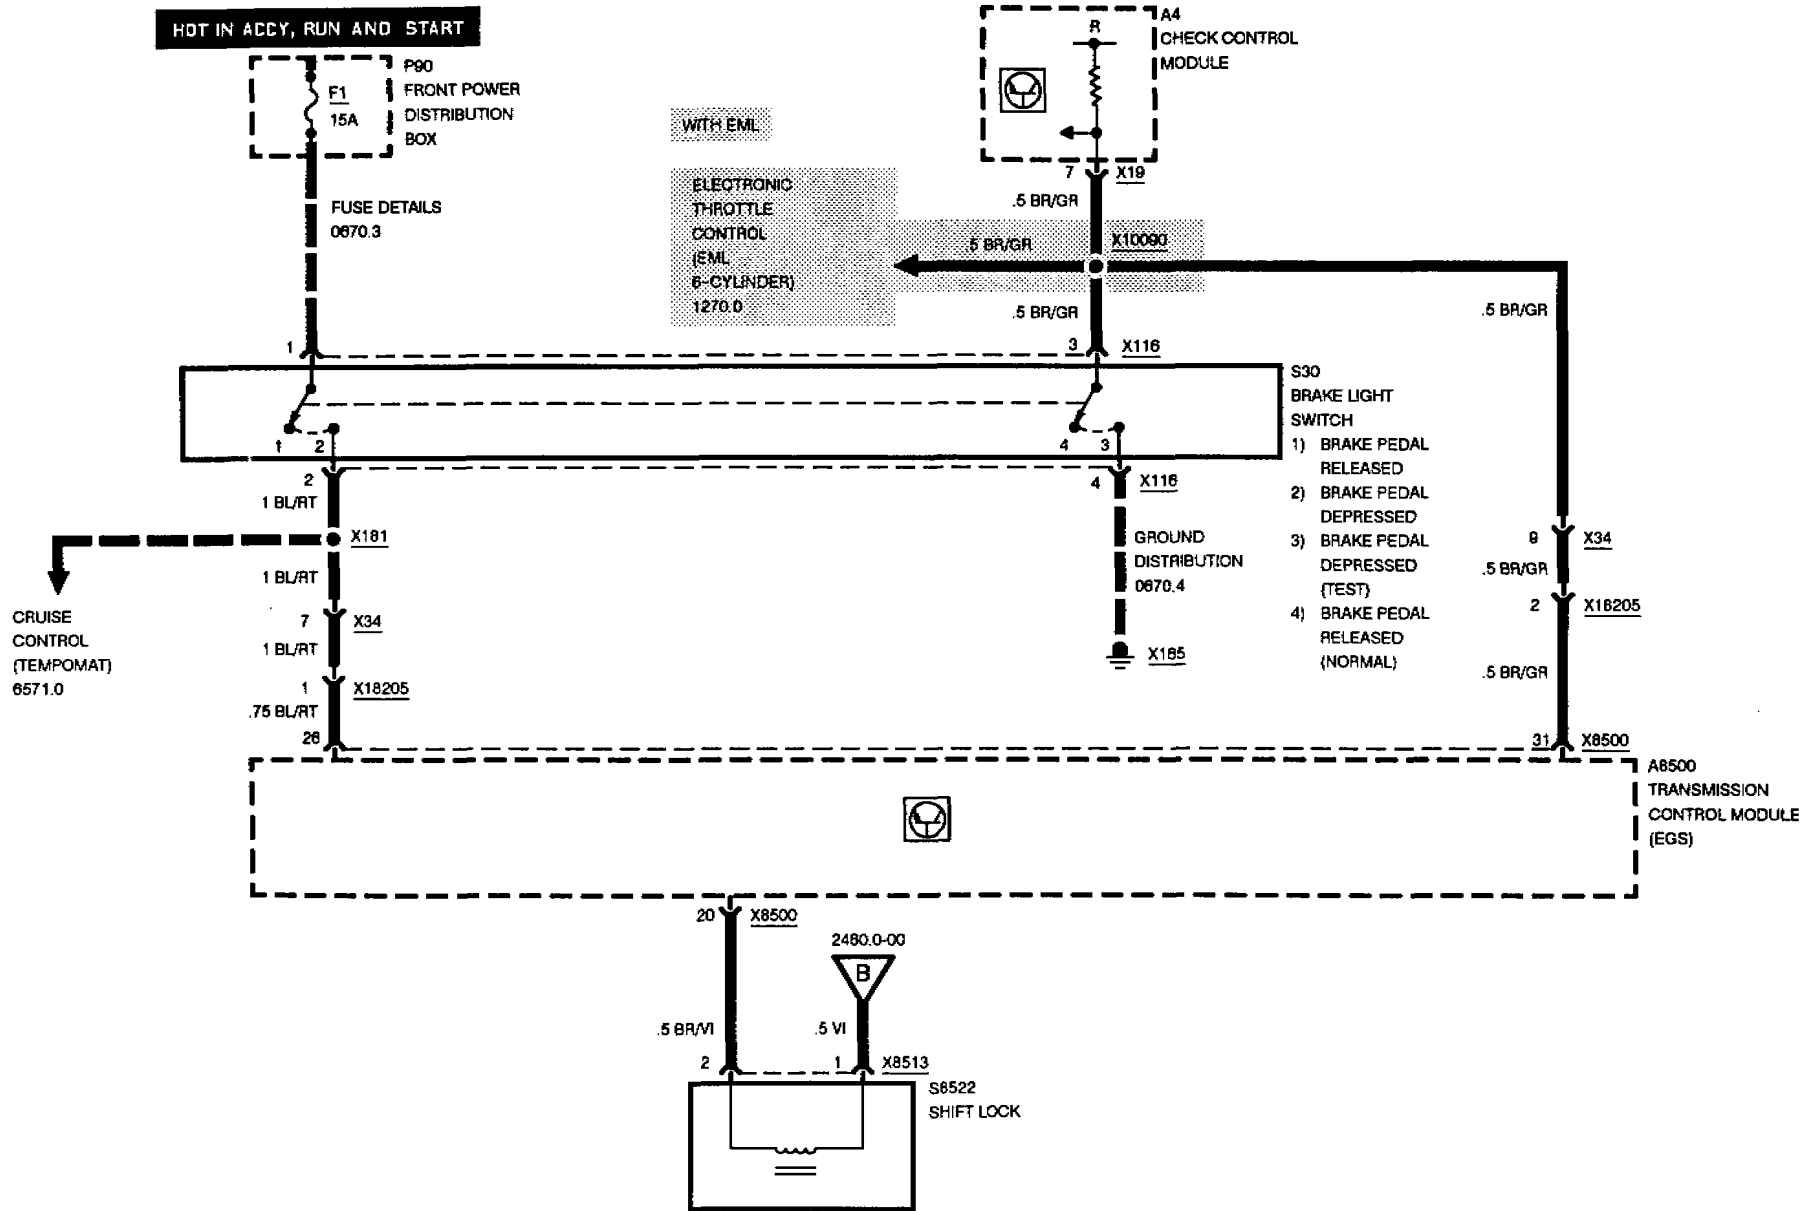 HOT IN ACCY, RUN AND START
P90
FRONT POWER
DISTRIBUTION
BOX
F1
15A
FUSE DETAILS
0670.3
WITH EML
ELECTRONIC
THROTTLE
CONTROL
(EML
6-CYLINDER)
1270.0
A4
CHECK CONTROL
MODULE
R
7 X19
.5 BR/GR
.5 BR/GR
X10090
.5 BR/GR
.5 BR/GR
1
3 X116
S30
BRAKE LIGHT
SWITCH
1) BRAKE PEDAL
RELEASED
2) BRAKE PEDAL
DEPRESSED
3) BRAKE PEDAL
DEPRESSED
(TEST)
4) BRAKE PEDAL
RELEASED
(NORMAL)
1 2
4 3
2
4 X116
1 BL/RT
X181
1 BL/RT
7 X34
1 BL/RT
1 X18205
.75 BL/RT
26
CRUISE
CONTROL
(TEMPOMAT)
6571.0
GROUND
DISTRIBUTION
0670.4
X165
9 X34
.5 BR/GR
2 X18205
.5 BR/GR
31 X8500
A8500
TRANSMISSION
CONTROL MODULE
(EGS)
20 X8500
2460.0-00
B
.5 BR/VI
.5 VI
2
1 X8513
S8522
SHIFT LOCK